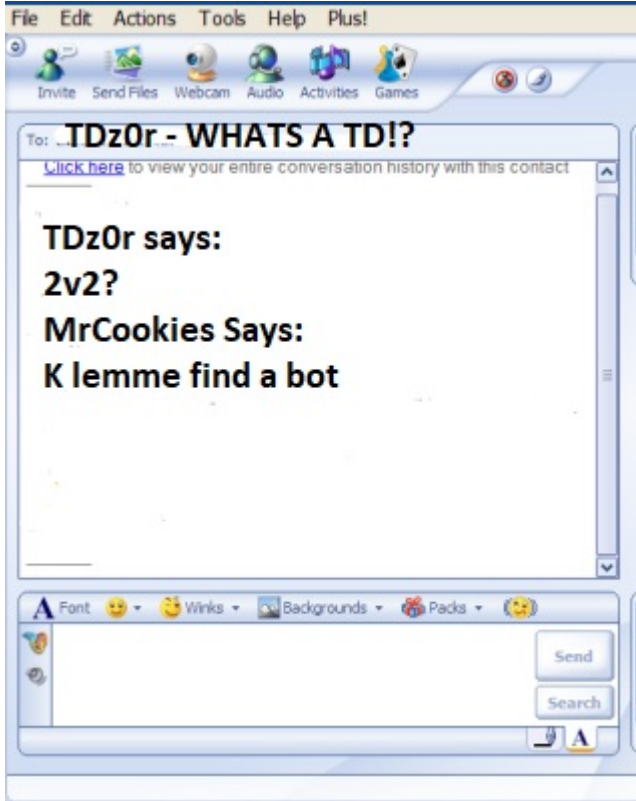 File Edit Actions Tools Help Plus!
Invite Send Files Webcam Audio Activities Games
To: TDz0r - WHATS A TD!?
Click here to view your entire conversation history with this contact
TDz0r says:
2v2?
MrCookies Says:
K lemme find a bot
A Font Winks Backgrounds Packs
Send
Search
A